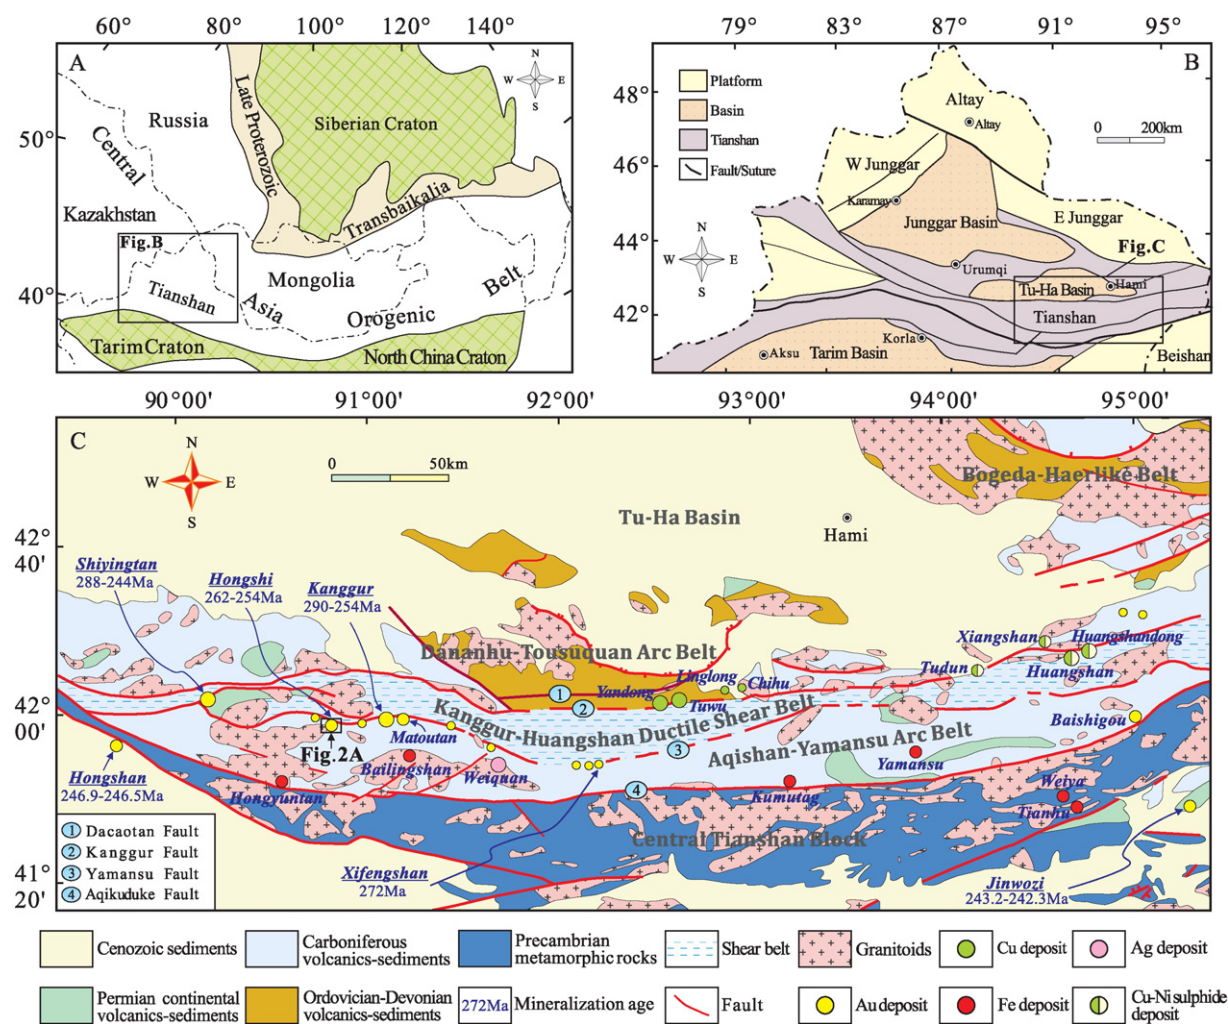 60° 80° 100° 120° 140°
79° 83° 87° 91° 95°
A
N
W E
S
Russia
Late Proterozoic
Siberian Craton
50°
Central
Kazakhstan
Transbaikalia
Fig.B
Mongolia
Belt
40°
Tianshan
Asia
Orogenic
Tarim Craton
North China Craton
B
Platform
Basin
Tianshan
Fault/Suture
48°
46°
44°
42°
Altay
Altay
0 200km
W Junggar
Karamay
Junggar Basin
E Junggar
N
W E
S
Fig.C
Urumqi
Tu-Ha Basin
Hami
Tianshan
Korla
Aksu
Tarim Basin
Beishan
79° 83° 87° 91° 95°
90°00' 91°00' 92°00' 93°00' 94°00' 95°00'
C
N
W E
S
0 50km
Bogeda-Haerlike Belt
Tu-Ha Basin
Hami
42°
40'
Shiyingtan
288-244Ma
Hongshi
262-254Ma
Kanggur
290-254Ma
Xiangshan
Huangshandong
Dananhu-Tousuquan Arc Belt
Tudun
Huangshan
Linglong
Chihu
1
Yandong
2
Tuwu
42°
00'
Kanggur-Huangshan Ductile Shear Belt
Baishigou
Matoutan
Fig.2A
3
Aqishan-Yamansu Arc Belt
Bailingshan
Weiquan
Yamansu
Hongshan
246.9-246.5Ma
Hongyuntan
4
Kumutag
Weiya
Tianhu
1 Dacaotan Fault
2 Kanggur Fault
3 Yamansu Fault
4 Aqikuduke Fault
Central Tianshan Block
41°
20'
Xifengshan
272Ma
Jinwozi
243.2-242.3Ma
Cenozoic sediments
Carboniferous
volcanics-sediments
Precambrian
metamorphic rocks
Shear belt
Granitoids
Cu deposit
Ag deposit
Permian continental
volcanics-sediments
Ordovician-Devonian
volcanics-sediments
272Ma
Mineralization age
Fault
Au deposit
Fe deposit
Cu-Ni sulphide
deposit